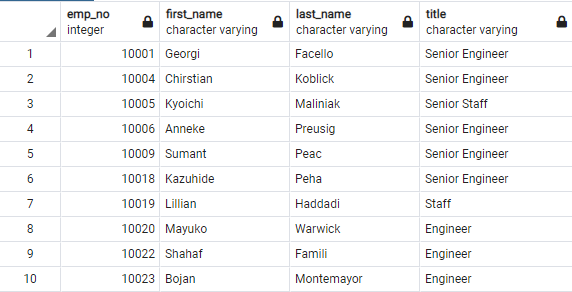 emp_no first_name last_name title
integer character varying character varying character varying
1 10001 Georgi Facello Senior Engineer
2 10004 Chirstian Koblick Senior Engineer
3 10005 Kyoichi Maliniak Senior Staff
4 10006 Anneke Preusig Senior Engineer
5 10009 Sumant Peac Senior Engineer
6 10018 Kazuhide Peha Senior Engineer
7 10019 Lillian Haddadi Staff
8 10020 Mayuko Warwick Engineer
9 10022 Shahaf Famili Engineer
10 10023 Bojan Montemayor Engineer